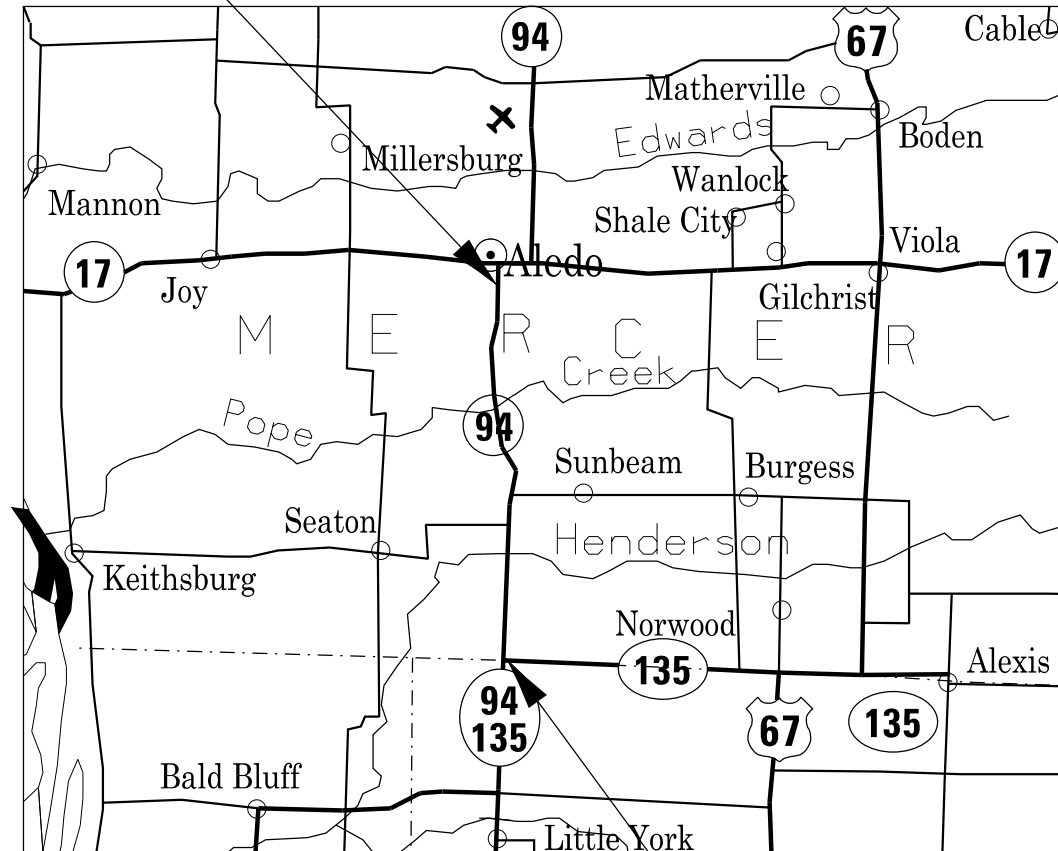 94
67
Cable
Matherville
Edwards
Boden
Millersburg
Wanlock
Mannon
Shale City
Viola
Aledo
17
17
Joy
Gilchrist
M E R C E R
Creek
Pope
94
Sunbeam
Burgess
Seaton
Henderson
Keithsburg
Norwood
135
Alexis
94
135
67
135
Bald Bluff
Little York